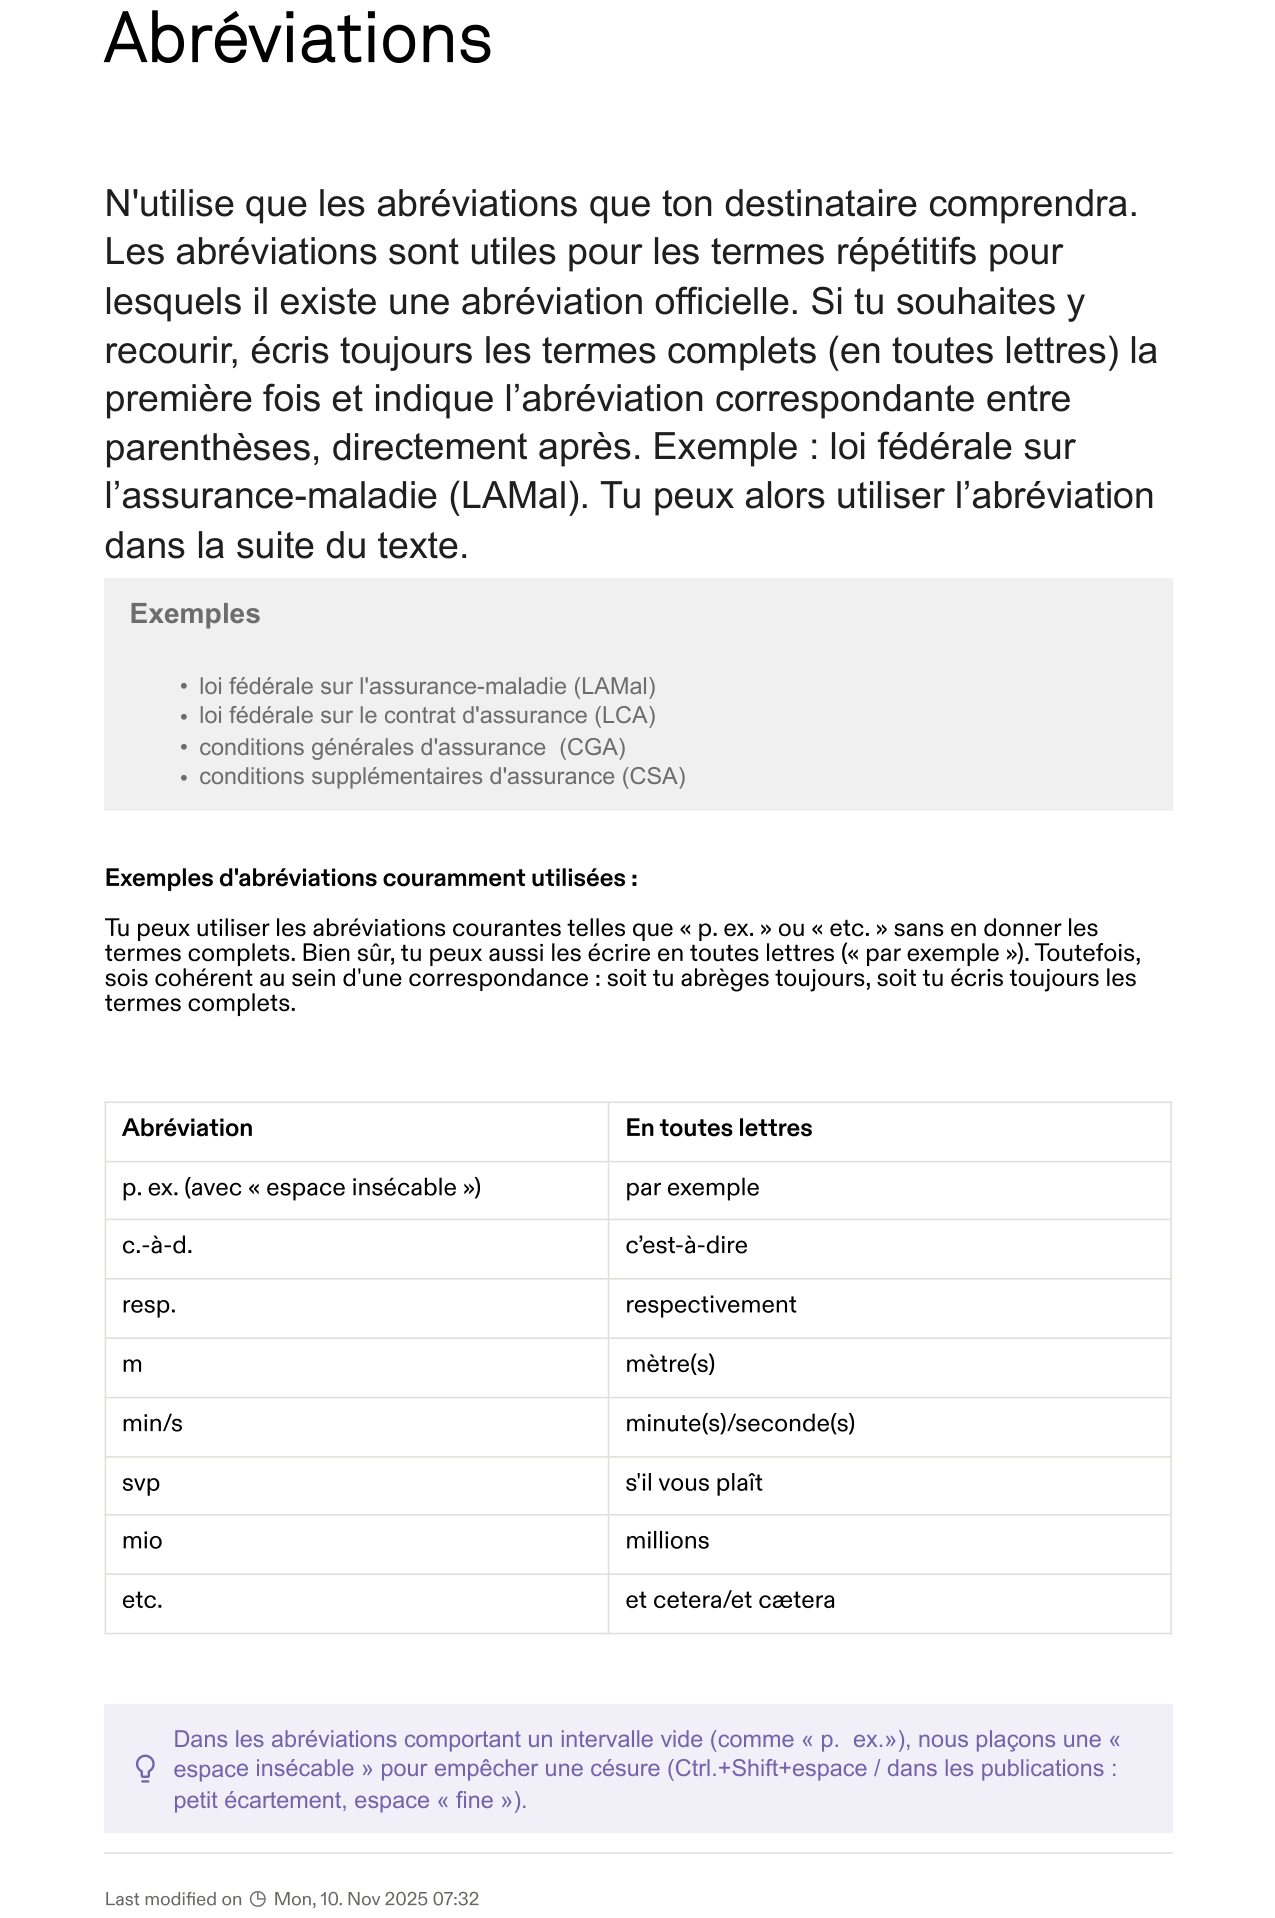 Abréviations
N'utilise que les abréviations que ton destinataire comprendra.
Les abréviations sont utiles pour les termes répétitifs pour
lesquels il existe une abréviation officielle. Si tu souhaites y
recourir, écris toujours les termes complets (en toutes lettres) la
première fois et indique l’abréviation correspondante entre
parenthèses, directement après. Exemple : loi fédérale sur
l’assurance-maladie (LAMal). Tu peux alors utiliser l’abréviation
dans la suite du texte.
Exemples
• loi fédérale sur l'assurance-maladie (LAMal)
• loi fédérale sur le contrat d'assurance (LCA)
• conditions générales d'assurance  (CGA)
• conditions supplémentaires d'assurance (CSA)
Exemples d'abréviations couramment utilisées :
Tu peux utiliser les abréviations courantes telles que « p. ex. » ou « etc. » sans en donner les
termes complets. Bien sûr, tu peux aussi les écrire en toutes lettres (« par exemple »). Toutefois,
sois cohérent au sein d'une correspondance : soit tu abrèges toujours, soit tu écris toujours les
termes complets.
Abréviation En toutes lettres
p. ex. (avec « espace insécable ») par exemple
c.-à-d. c’est-à-dire
resp. respectivement
m mètre(s)
min/s minute(s)/seconde(s)
svp s'il vous plaît
mio millions
etc. et cetera/et cætera
Dans les abréviations comportant un intervalle vide (comme « p.  ex.»), nous plaçons une «
espace insécable » pour empêcher une césure (Ctrl.+Shift+espace / dans les publications :
petit écartement, espace « fine »).
Last modified on Mon, 10. Nov 2025 07:32